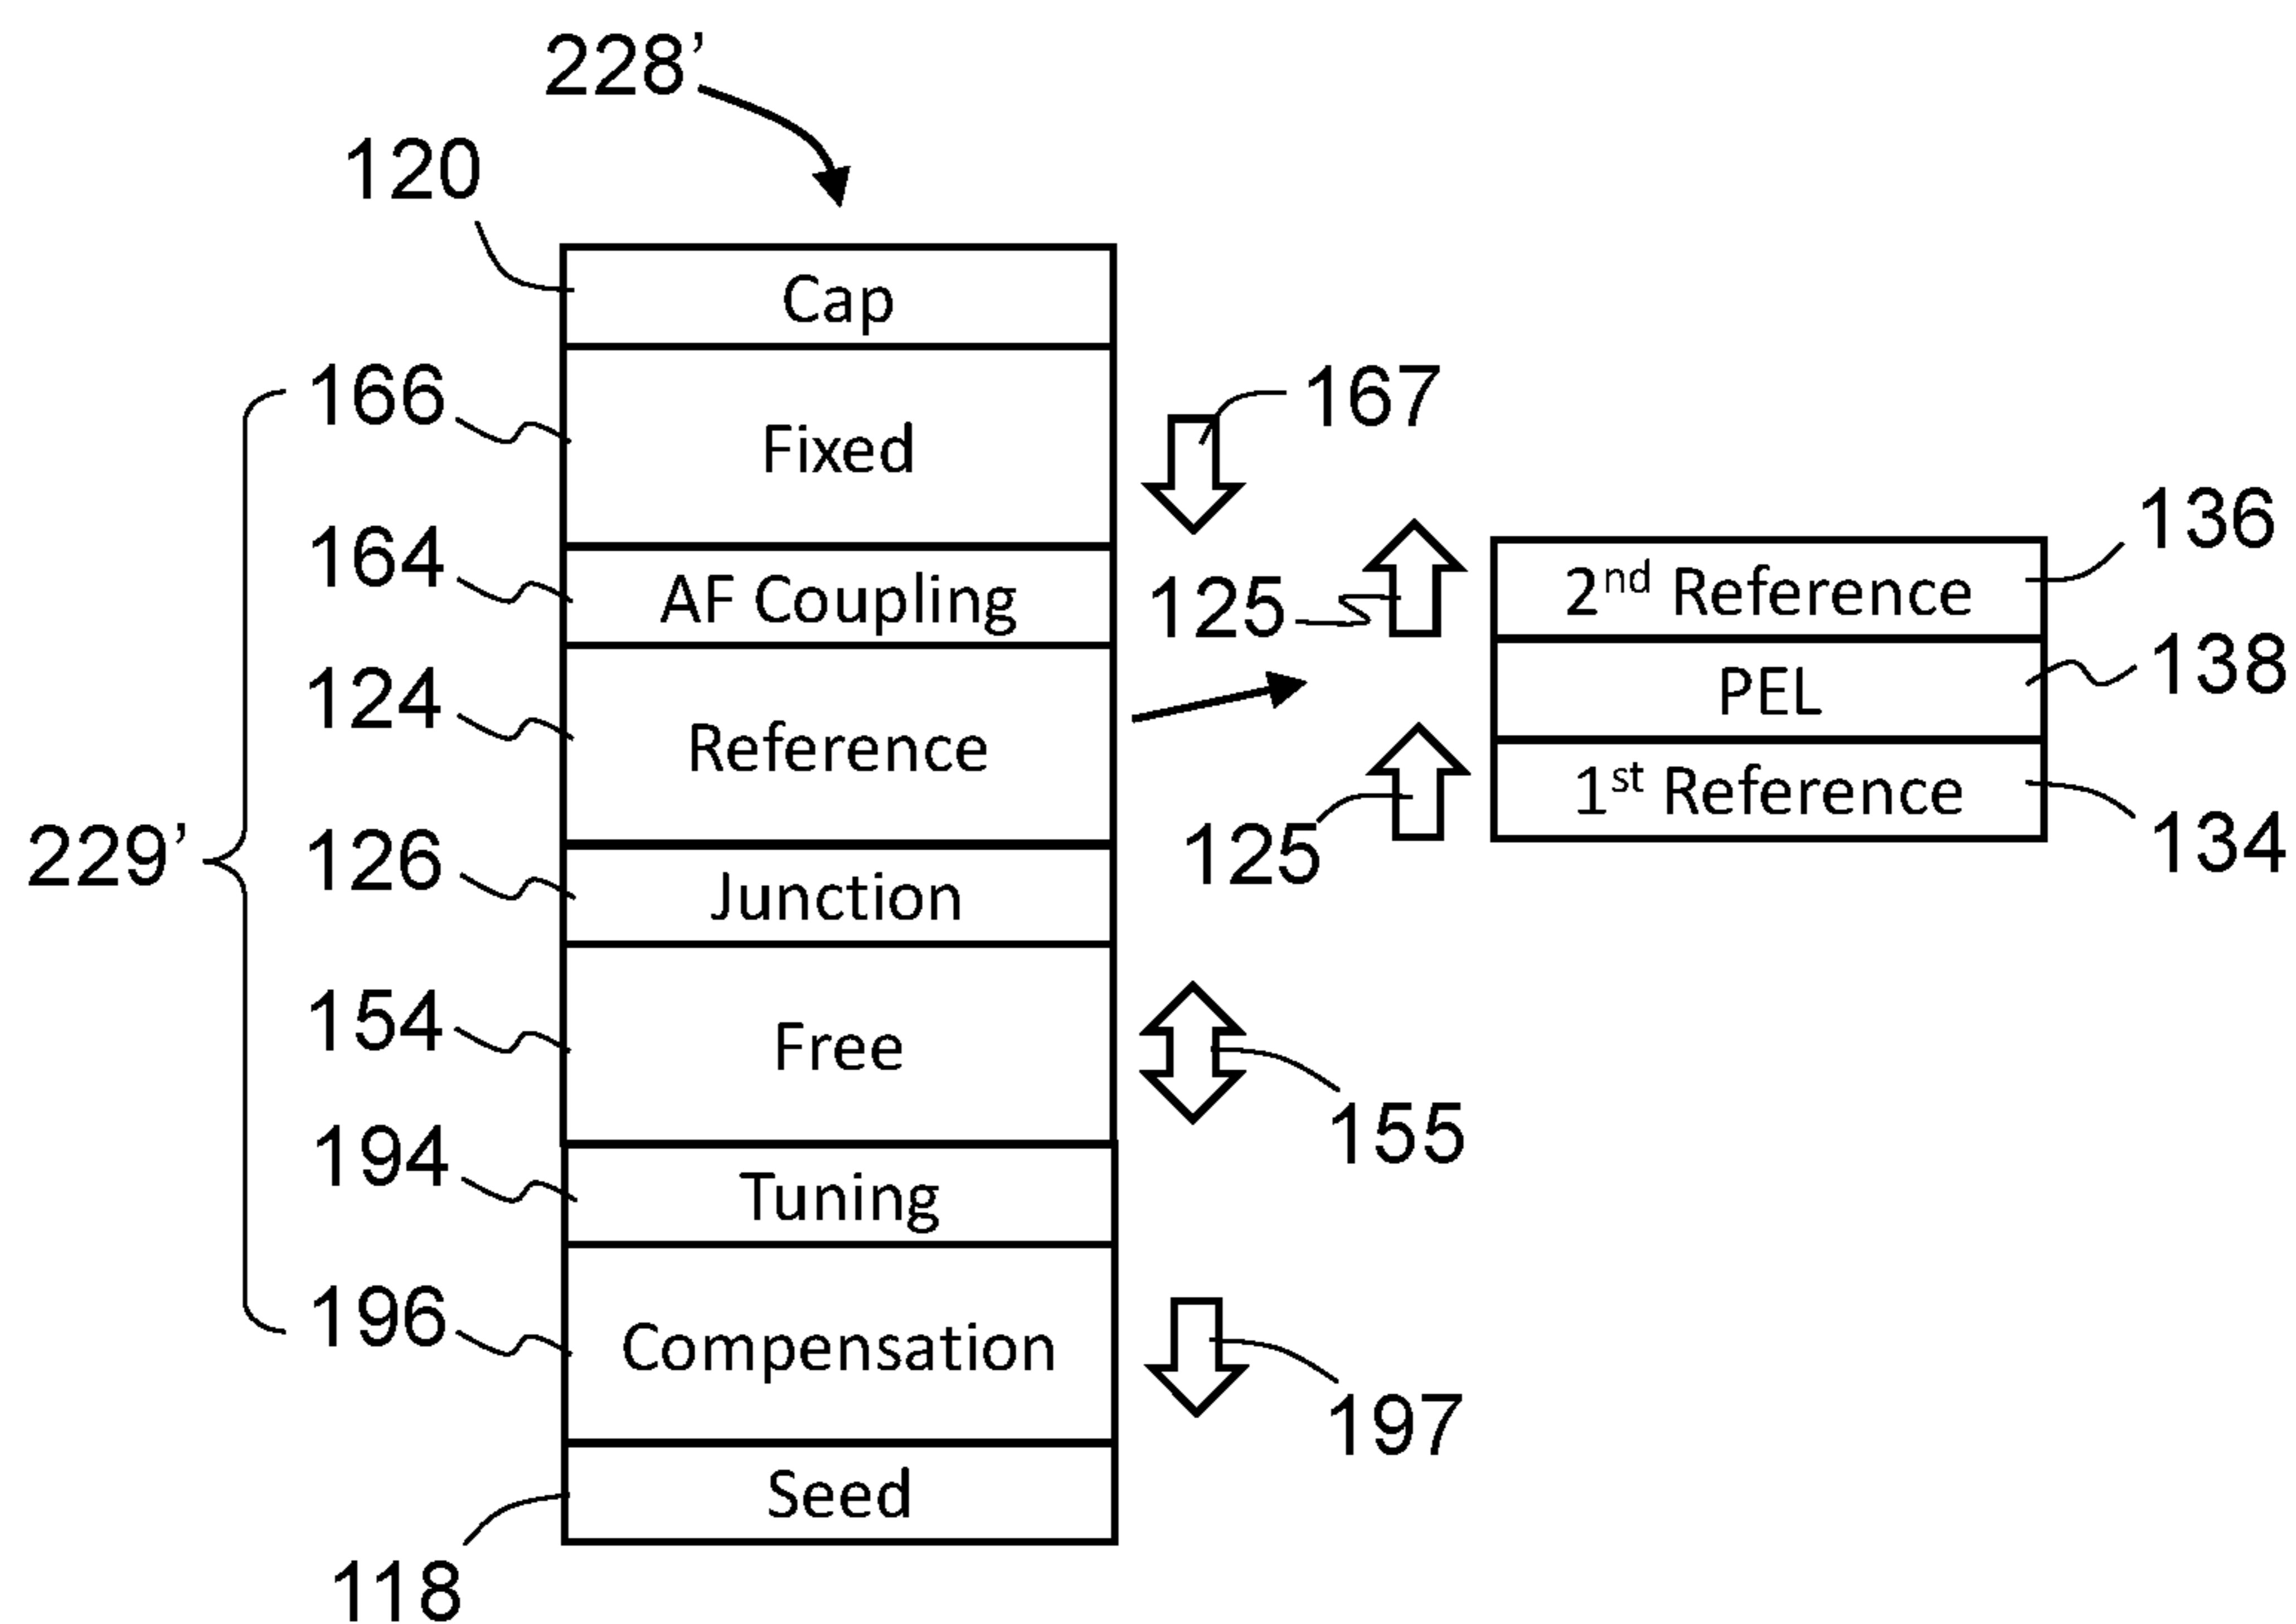 228’
120
Cap
166
Fixed
167
164
AF Coupling
125
2nd Reference
136
124
Reference
PEL
138
125
1st Reference
134
229’
126
Junction
154
Free
155
194
Tuning
196
Compensation
197
Seed
118